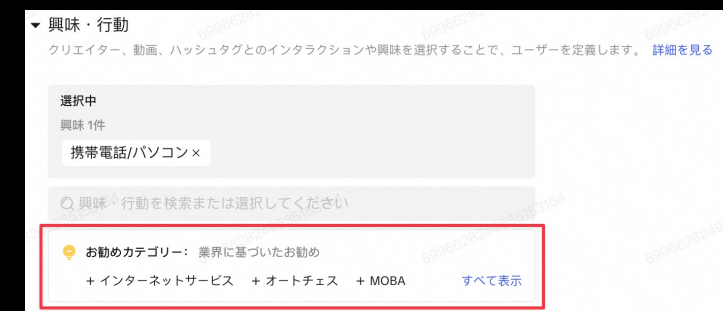 興味・行動
クリエイター、動画、ハッシュタグとのインタラクションや興味を選択することで、ユーザーを定義します。 詳細を見る
選択中
興味 1件
携帯電話/パソコン ×
興味・行動を検索または選択してください
お勧めカテゴリー： 業界に基づいたお勧め
+ インターネットサービス + オートチェス + MOBA すべて表示